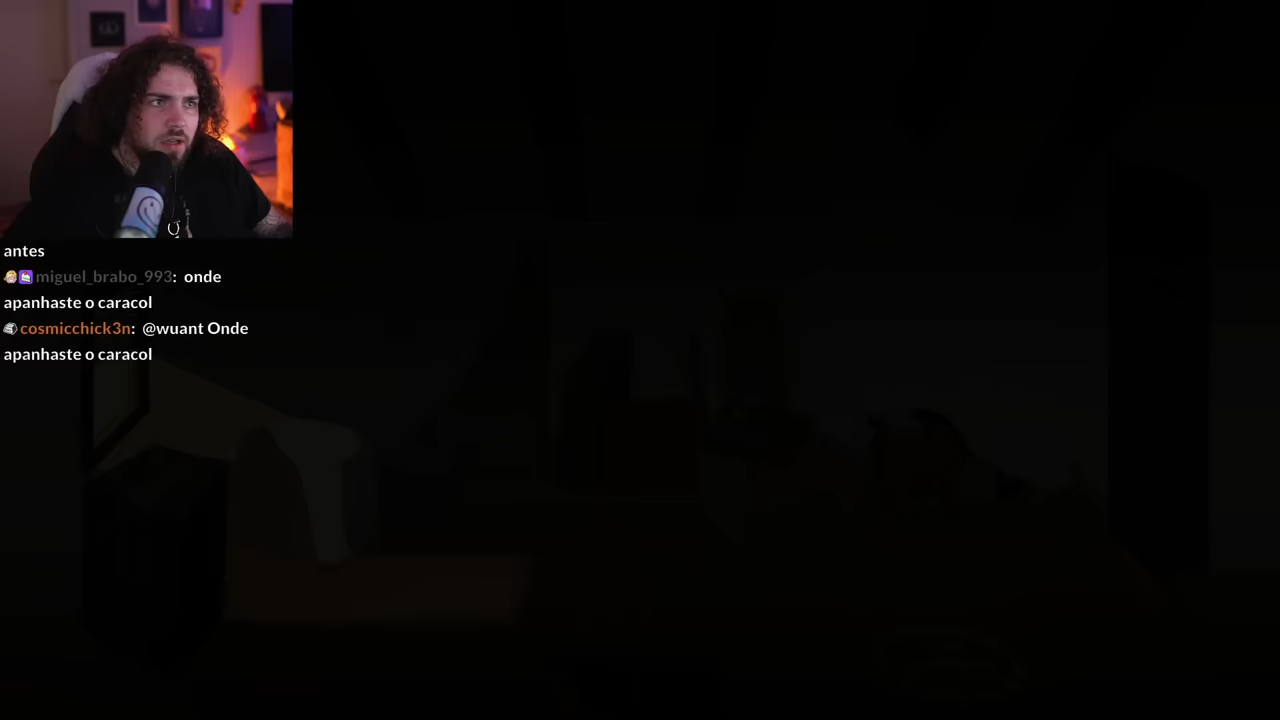 antes
miguel_brabo_993: onde
apanhaste o caracol
cosmicchick3n: @wuant Onde
apanhaste o caracol